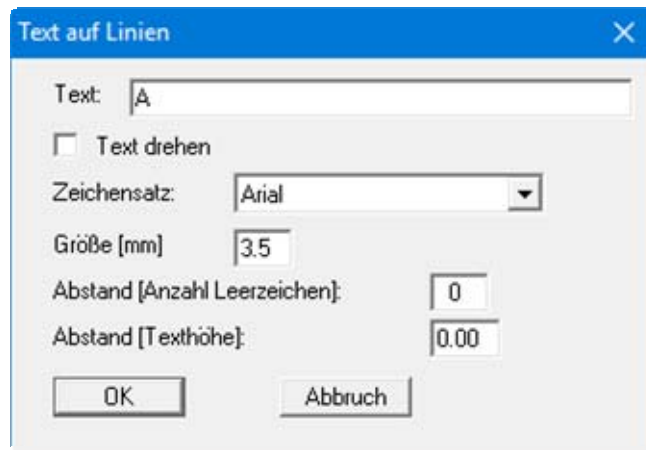 Text auf Linien
Text: A
Text drehen
Zeichensatz: Arial
Größe [mm] 3.5
Abstand [Anzahl Leerzeichen]: 0
Abstand [Texthöhe]: 0.00
OK Abbruch